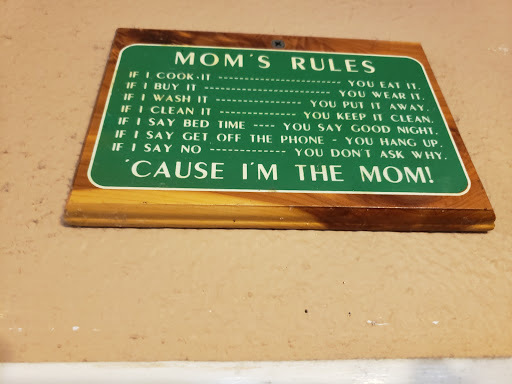 MOM'S RULES
IF I COOK IT ------------------------ YOU EAT IT.
IF I BUY IT ------------------------ YOU WEAR IT.
IF I WASH IT ---------------- YOU PUT IT AWAY.
IF I CLEAN IT --------------- YOU KEEP IT CLEAN.
IF I SAY BED TIME ---- YOU SAY GOOD NIGHT.
IF I SAY GET OFF THE PHONE - YOU HANG UP.
IF I SAY NO -------------- YOU DON'T ASK WHY.
'CAUSE I'M THE MOM!